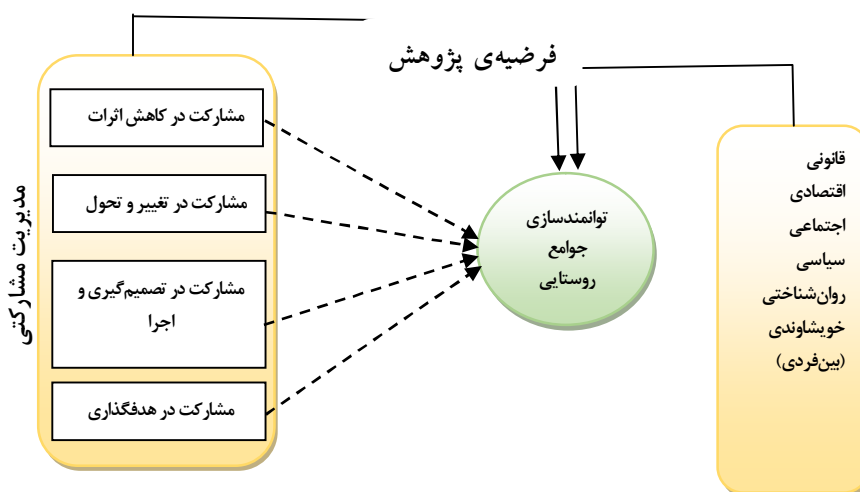 فرضیه‌ی پژوهش
مدیریت مشارکتی
مشارکت در کاهش اثرات
مشارکت در تغییر و تحول
مشارکت در تصمیم‌گیری و
اجرا
مشارکت در هدفگذاری
توانمندسازی
جوامع
روستایی
قانونی
اقتصادی
اجتماعی
سیاسی
روان‌شناختی
خویشاوندی
(بین‌فردی)